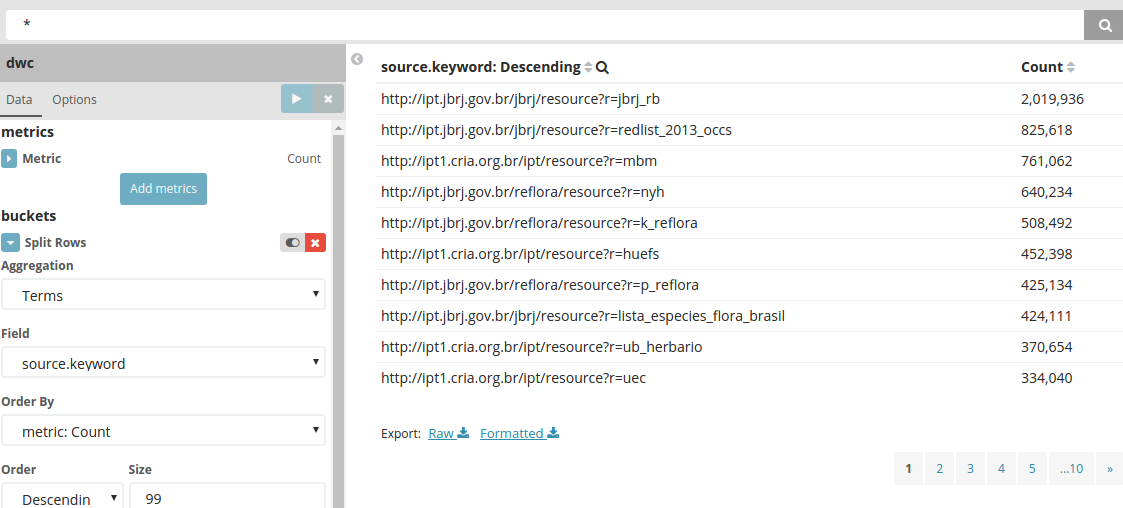 *
dwc
Data Options
metrics
Metric Count
Add metrics
buckets
Split Rows
Aggregation
Terms
Field
source.keyword
Order By
metric: Count
Order Size
Descendin 99
source.keyword: Descending Count
http://ipt.jbrj.gov.br/jbrj/resource?r=jbrj_rb 2,019,936
http://ipt.jbrj.gov.br/jbrj/resource?r=redlist_2013_occs 825,618
http://ipt1.cria.org.br/ipt/resource?r=mbm 761,062
http://ipt.jbrj.gov.br/reflora/resource?r=nyh 640,234
http://ipt.jbrj.gov.br/reflora/resource?r=k_reflora 508,492
http://ipt1.cria.org.br/ipt/resource?r=huefs 452,398
http://ipt.jbrj.gov.br/reflora/resource?r=p_reflora 425,134
http://ipt.jbrj.gov.br/jbrj/resource?r=lista_especies_flora_brasil 424,111
http://ipt1.cria.org.br/ipt/resource?r=ub_herbario 370,654
http://ipt1.cria.org.br/ipt/resource?r=uec 334,040
Export: Raw Formatted
1 2 3 4 5 ...10 »